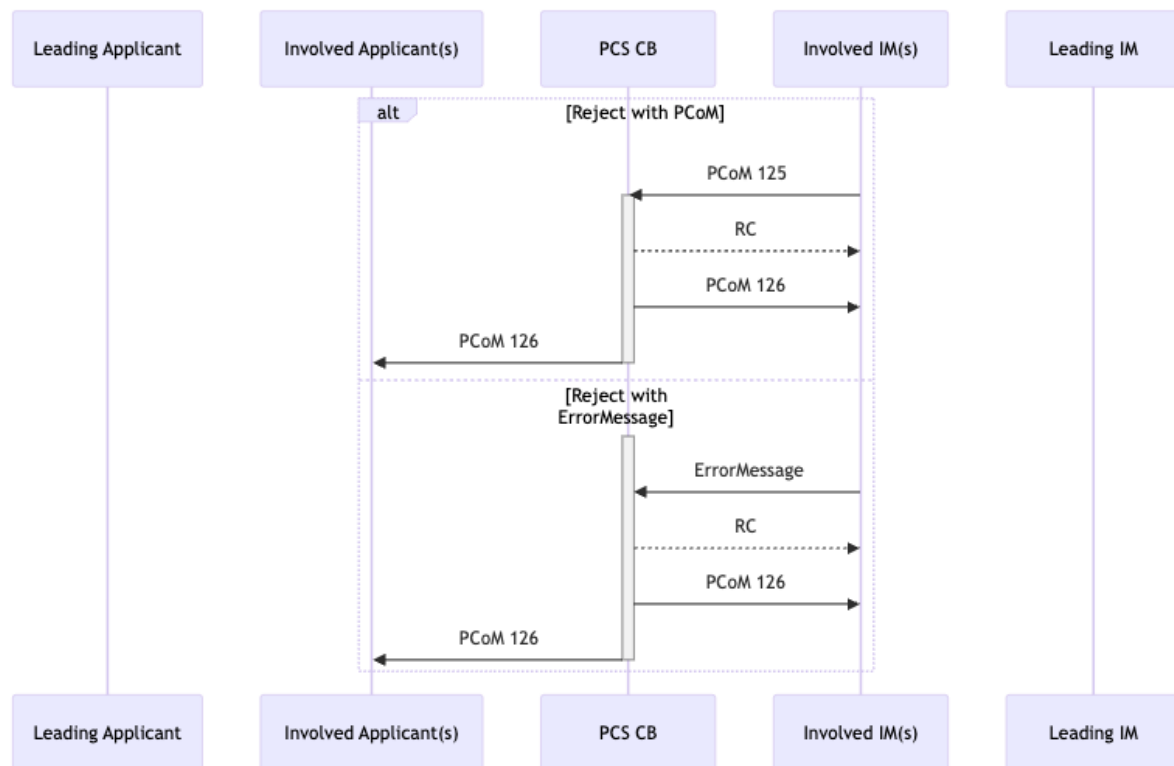 Leading Applicant
Involved Applicant(s)
PCS CB
Involved IM(s)
Leading IM
alt
[Reject with PCoM]
PCoM 125
RC
PCoM 126
PCoM 126
[Reject with
ErrorMessage]
ErrorMessage
RC
PCoM 126
PCoM 126
Leading Applicant
Involved Applicant(s)
PCS CB
Involved IM(s)
Leading IM